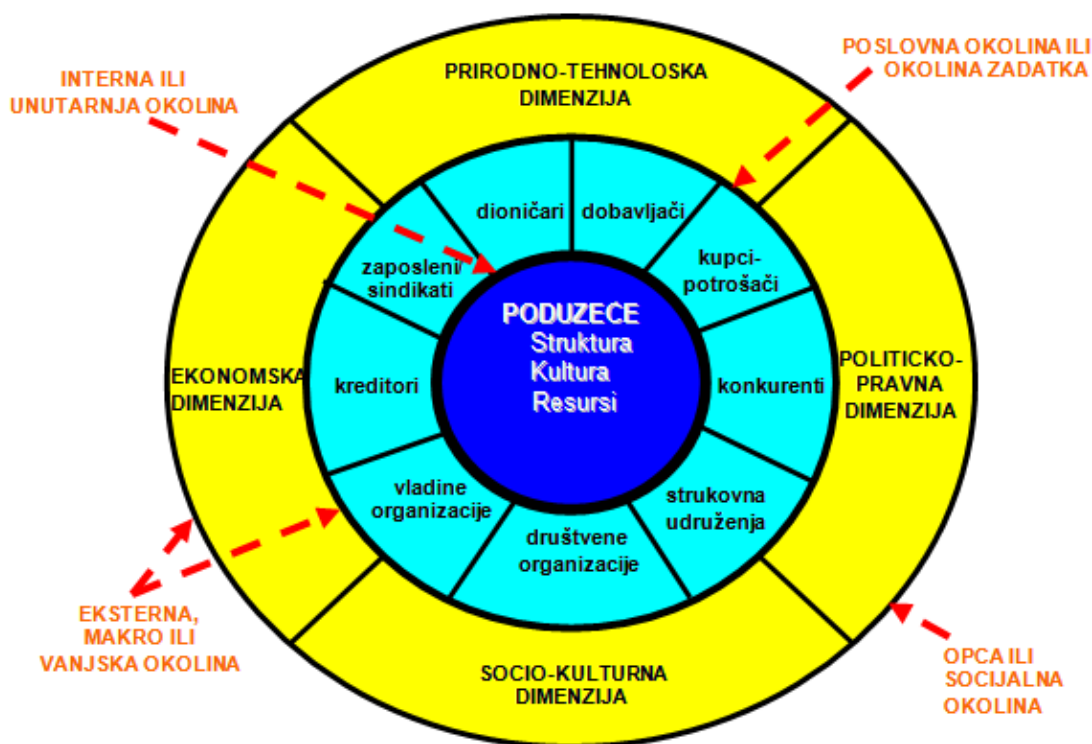 INTERNA ILI
UNUTARNJA OKOLINA
POSLOVNA OKOLINA ILI
OKOLINA ZADATKA
PRIRODNO-TEHNOLOSKA
DIMENZIJA
dioničari
dobavljači
zaposleni/
sindikati
kupci-
potrošači
PODUZEĆE
Struktura
Kultura
Resursi
EKONOMSKA
DIMENZIJA
kreditori
konkurenti
POLITICKO-
PRAVNA
DIMENZIJA
vladine
organizacije
strukovna
udruženja
društvene
organizacije
EKSTERNA,
MAKRO ILI
VANJSKA OKOLINA
SOCIO-KULTURNA
DIMENZIJA
OPCA ILI
SOCIJALNA
OKOLINA